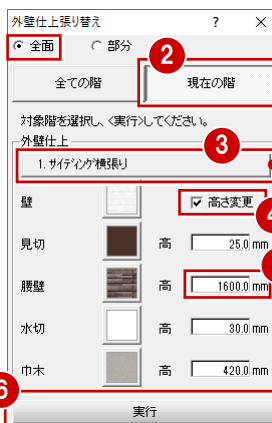 外壁仕上張り替え ? ×
全面 部分
2
全ての階 現在の階
対象階を選択し、<実行>してください。
3
外壁仕上
1. サイディング横張り
壁 高さ変更
4
見切 高 25.0 mm
腰壁 高 1600.0 mm
水切 高 30.0 mm
巾木 高 420.0 mm
6
実行